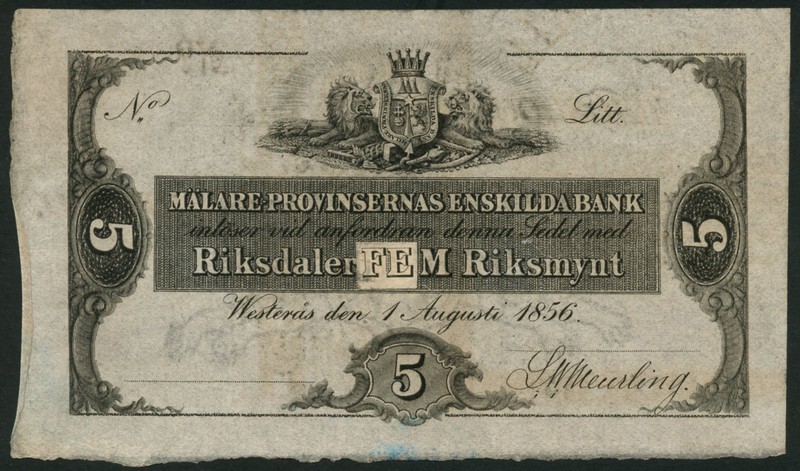 No
Litt.
M
MÄLARE-PROVINSERNAS ENSKILDA BANK
inlöser vid anfordran denna Sedel med
Riksdaler FEM Riksmynt
5
5
Westerås den 1 Augusti 1856.
5
L W Meurling.